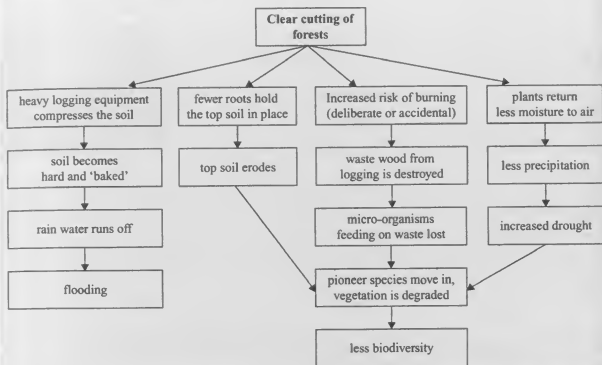 Clear cutting of
forests
heavy logging equipment
compresses the soil
fewer roots hold
the top soil in place
Increased risk of burning
(deliberate or accidental)
plants return
less moisture to air
soil becomes
hard and 'baked'
top soil erodes
waste wood from
logging is destroyed
less precipitation
rain water runs off
micro-organisms
feeding on waste lost
increased drought
flooding
pioneer species move in,
vegetation is degraded
less biodiversity